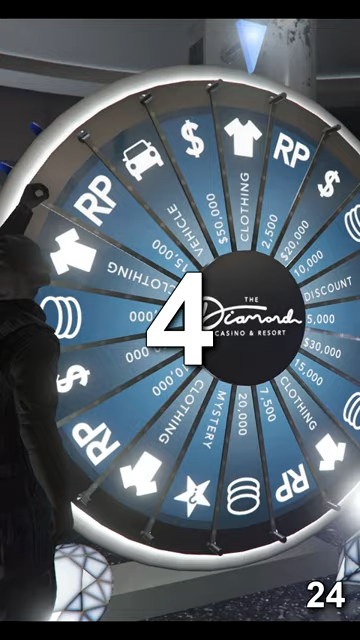 RP
$
RP
$
VEHICLE
$50,000
CLOTHING
2,500
$20,000
10,000
DISCOUNT
5,000
$30,000
15,000
CLOTHING
7,500
20,000
MYSTERY
CLOTHING
CLOTHING
15,000
RP
$
RP
?
THE
Diamond
CASINO & RESORT
4
24